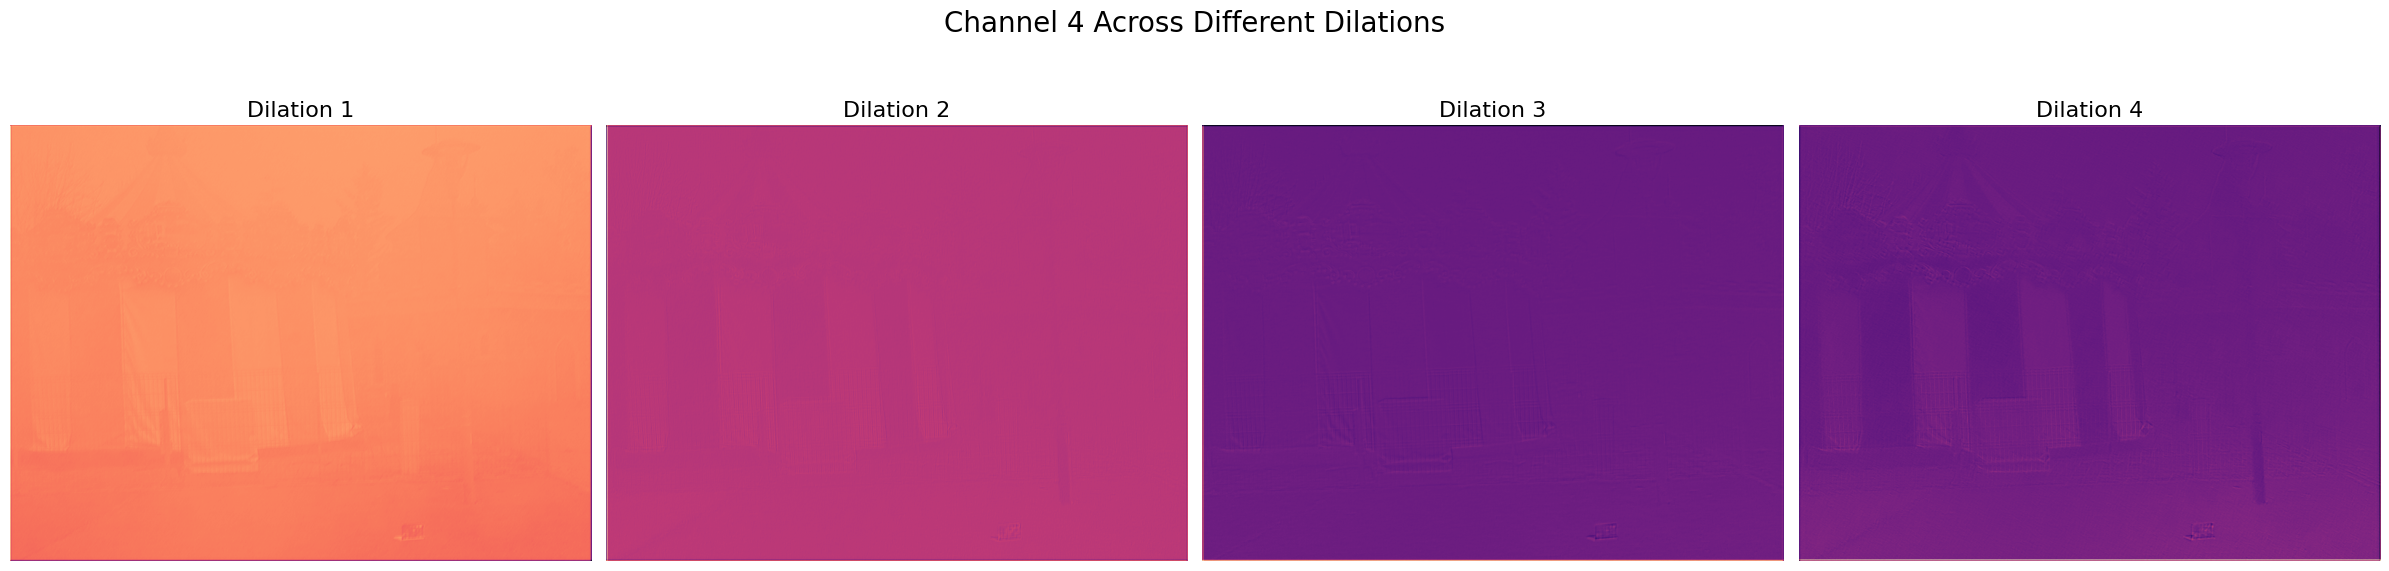 Channel 4 Across Different Dilations
Dilation 1
Dilation 2
Dilation 3
Dilation 4